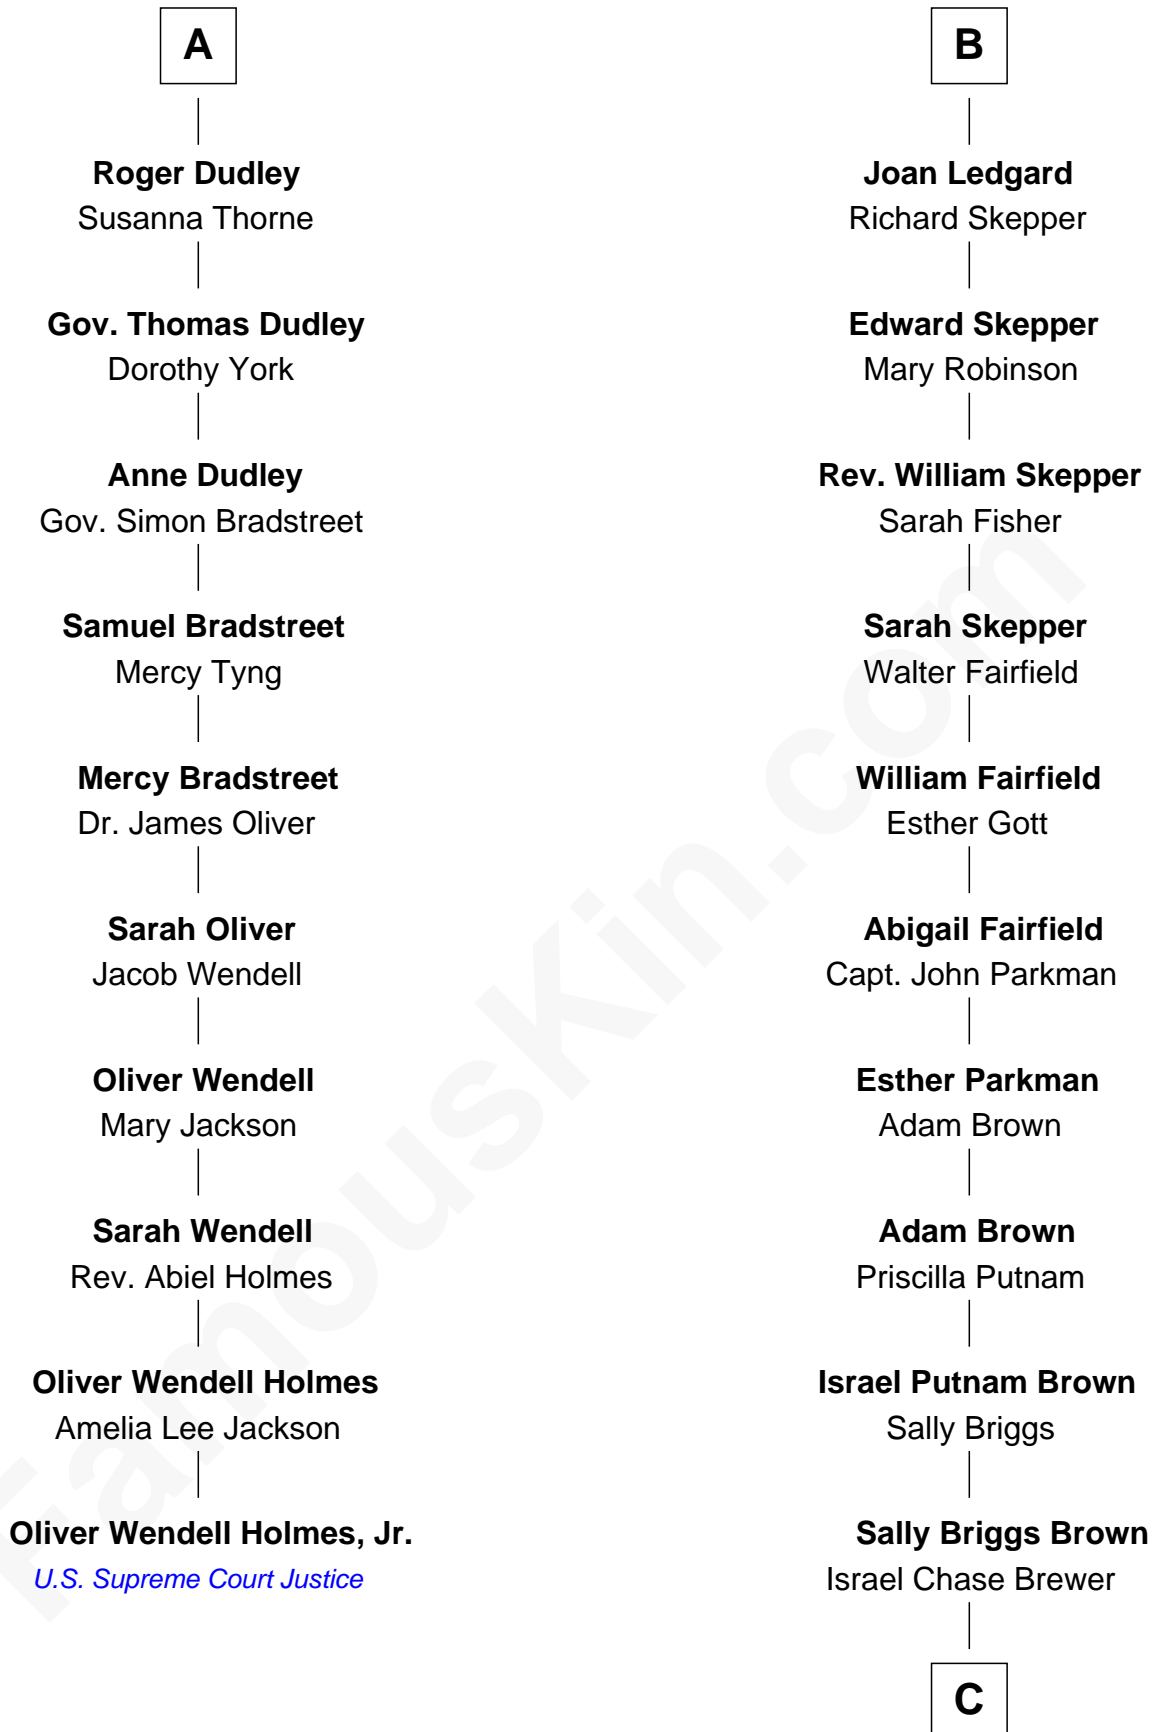 A
Roger Dudley
Susanna Thorne
Gov. Thomas Dudley
Dorothy York
Anne Dudley
Gov. Simon Bradstreet
Samuel Bradstreet
Mercy Tyng
Mercy Bradstreet
Dr. James Oliver
Sarah Oliver
Jacob Wendell
Oliver Wendell
Mary Jackson
Sarah Wendell
Rev. Abiel Holmes
Oliver Wendell Holmes
Amelia Lee Jackson
Oliver Wendell Holmes, Jr.
U.S. Supreme Court Justice
B
Joan Ledgard
Richard Skepper
Edward Skepper
Mary Robinson
Rev. William Skepper
Sarah Fisher
Sarah Skepper
Walter Fairfield
William Fairfield
Esther Gott
Abigail Fairfield
Capt. John Parkman
Esther Parkman
Adam Brown
Adam Brown
Priscilla Putnam
Israel Putnam Brown
Sally Briggs
Sally Briggs Brown
Israel Chase Brewer
C
FamousKin.com